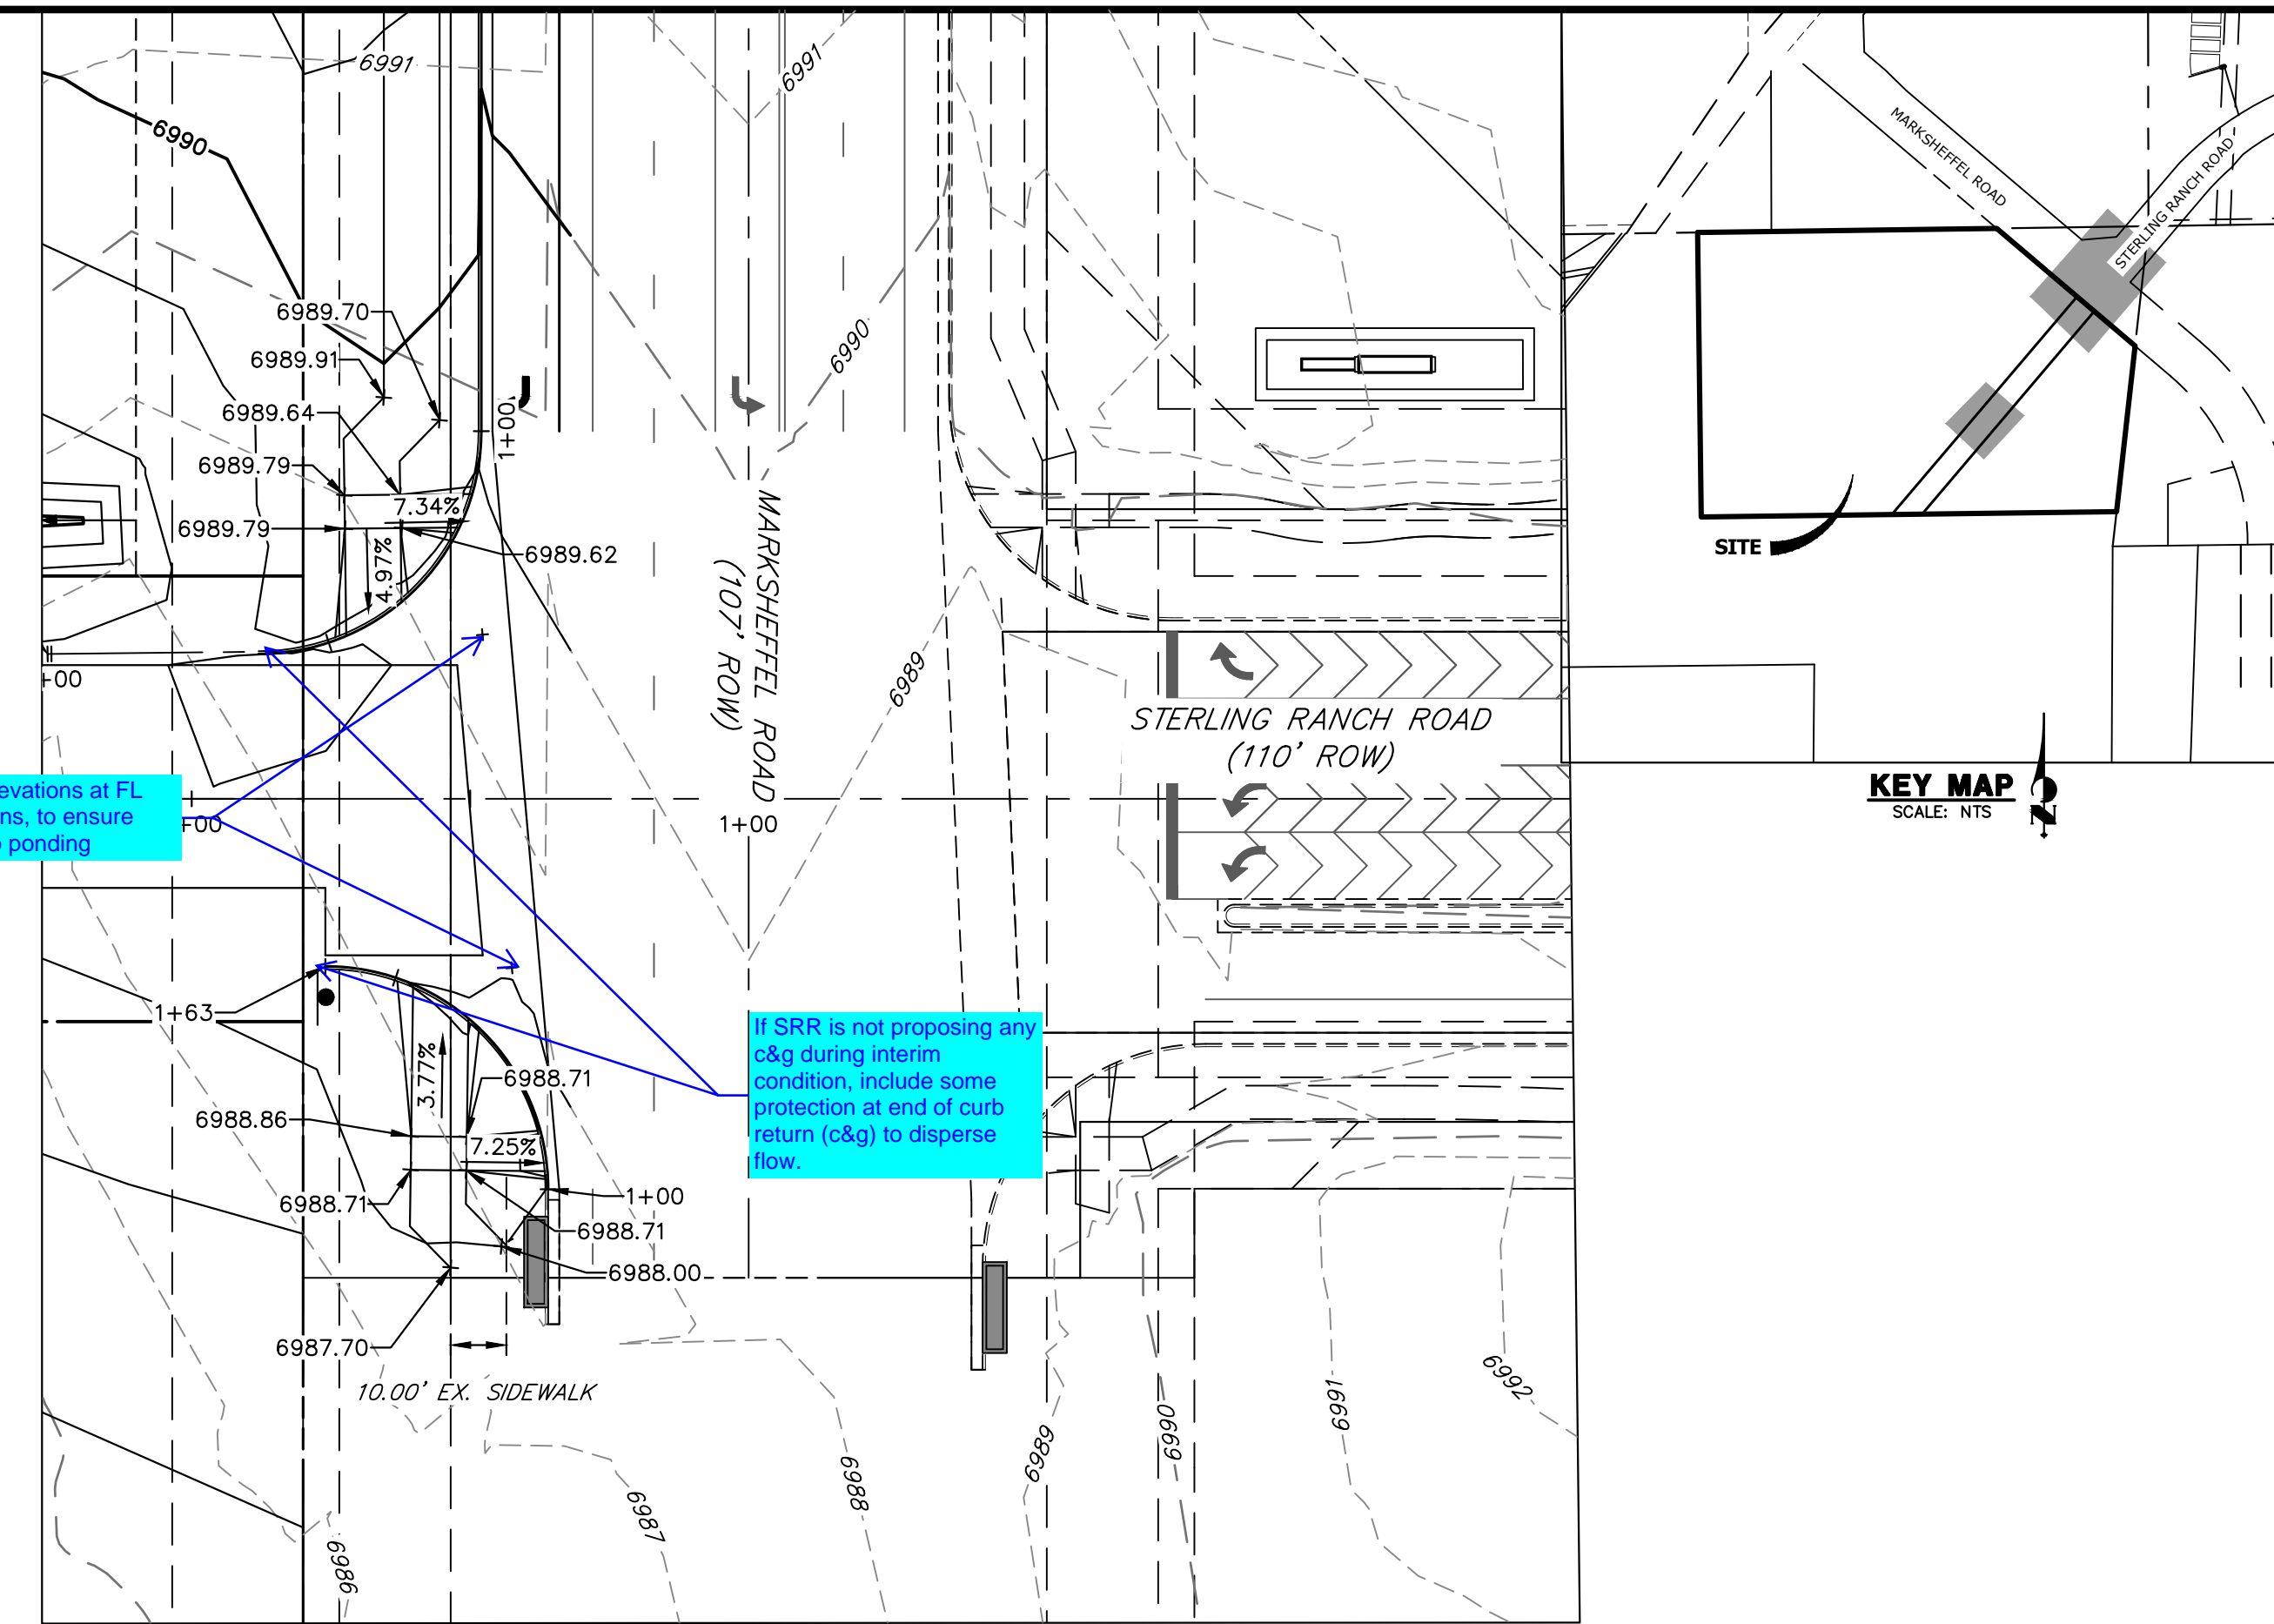 6991
6991
6990
MARKSHEFFEL ROAD
STERLING RANCH ROAD
6989.70
6989.91
6990
6989.64
1+00
6989.79
7.34%
6989.79
6989.62
4.97%
MARKSHEFFEL ROAD
(107' ROW)
SITE
+00
6989
STERLING RANCH ROAD
(110' ROW)
evations at FL
ns, to ensure
ponding
+00
1+00
KEY MAP
SCALE: NTS
N
1+63
If SRR is not proposing any
c&g during interim
condition, include some
protection at end of curb
return (c&g) to disperse
flow.
3.77%
6988.71
6988.86
7.25%
1+00
6988.71
6988.71
6988.00
6987.70
10.00' EX. SIDEWALK
6992
6991
6990
6989
6988
6987
6986